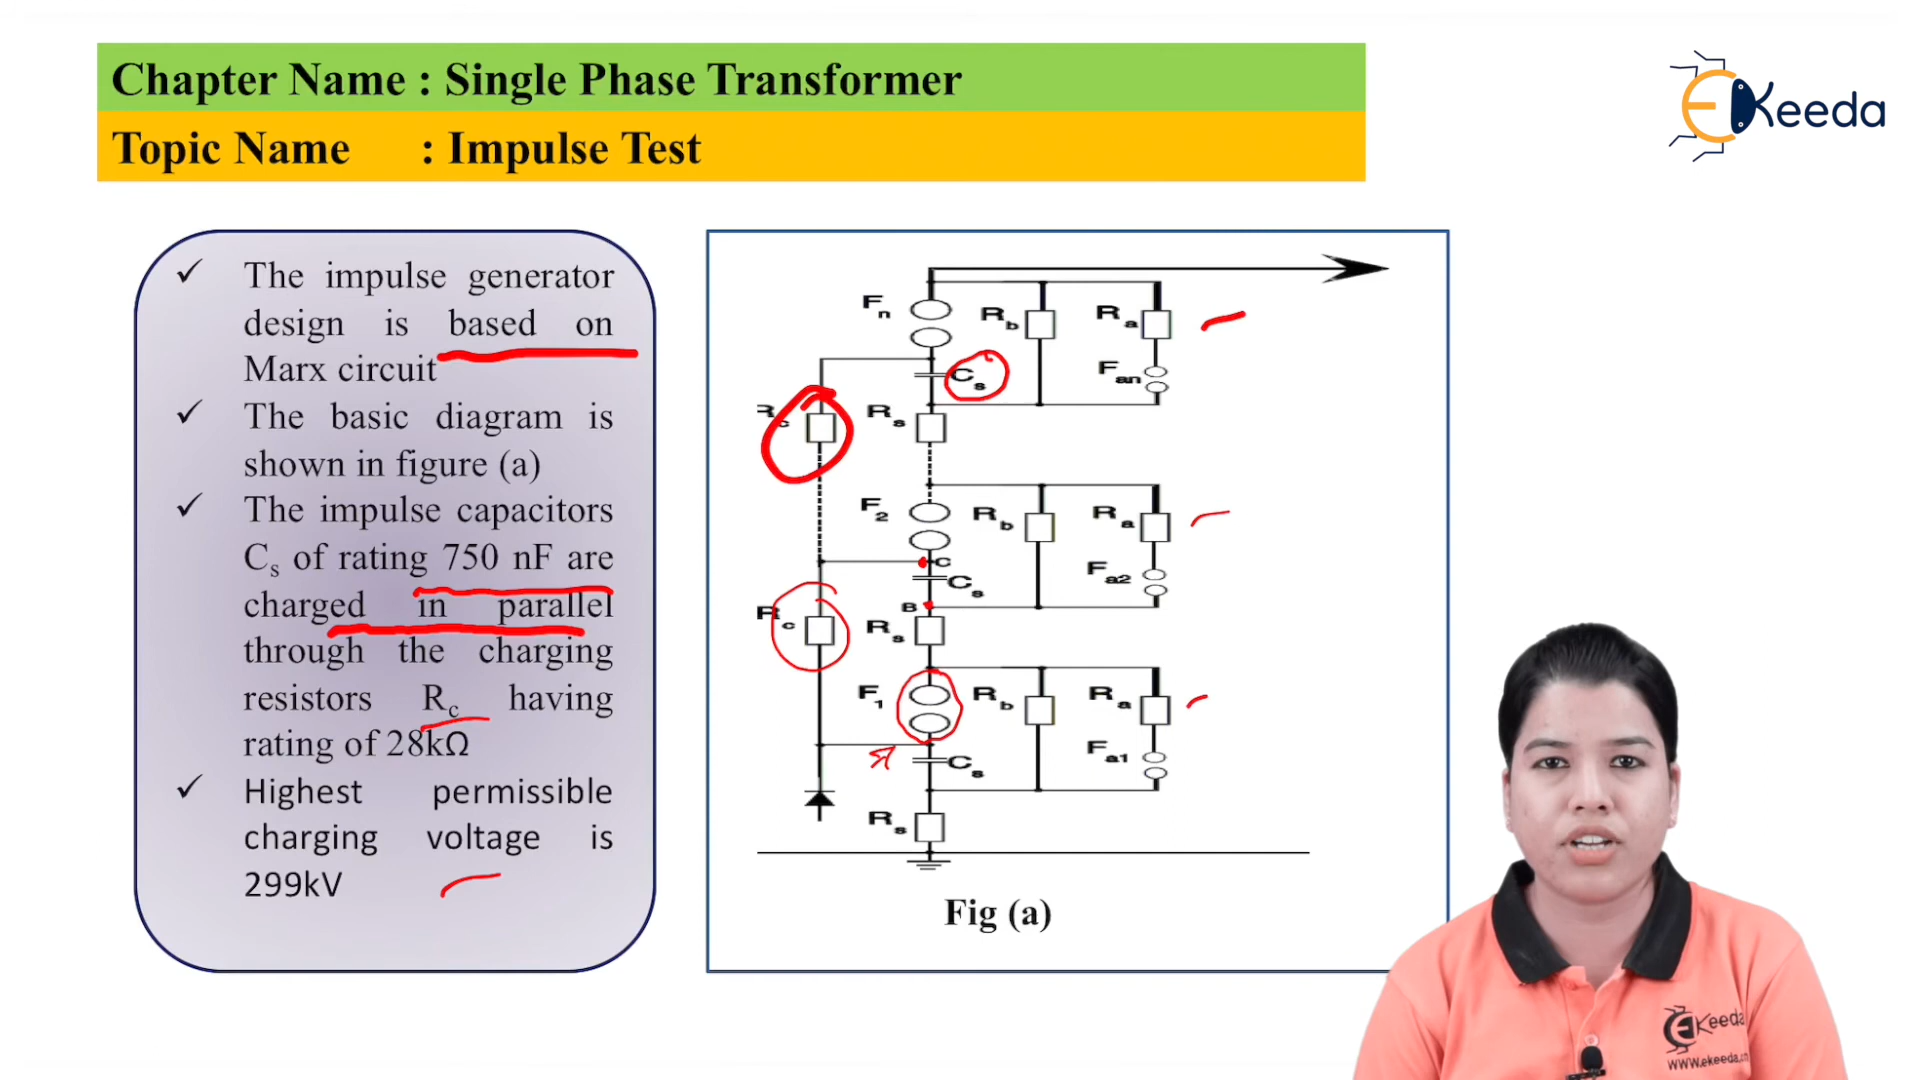 Chapter Name : Single Phase Transformer
Topic Name : Impulse Test
EKeeda
✓ The impulse generator
design is based on
Marx circuit
✓ The basic diagram is
shown in figure (a)
✓ The impulse capacitors
Cs of rating 750 nF are
charged in parallel
through the charging
resistors Rc having
rating of 28kΩ
✓ Highest permissible
charging voltage is
299kV
Fn
Rb
Ra
Cs
Fan
Rc
Rs
F2
Rb
Ra
C
Cs
Fa2
B
Rc
Rs
F1
Rb
Ra
Cs
Fa1
Rs
Fig (a)
EKeeda